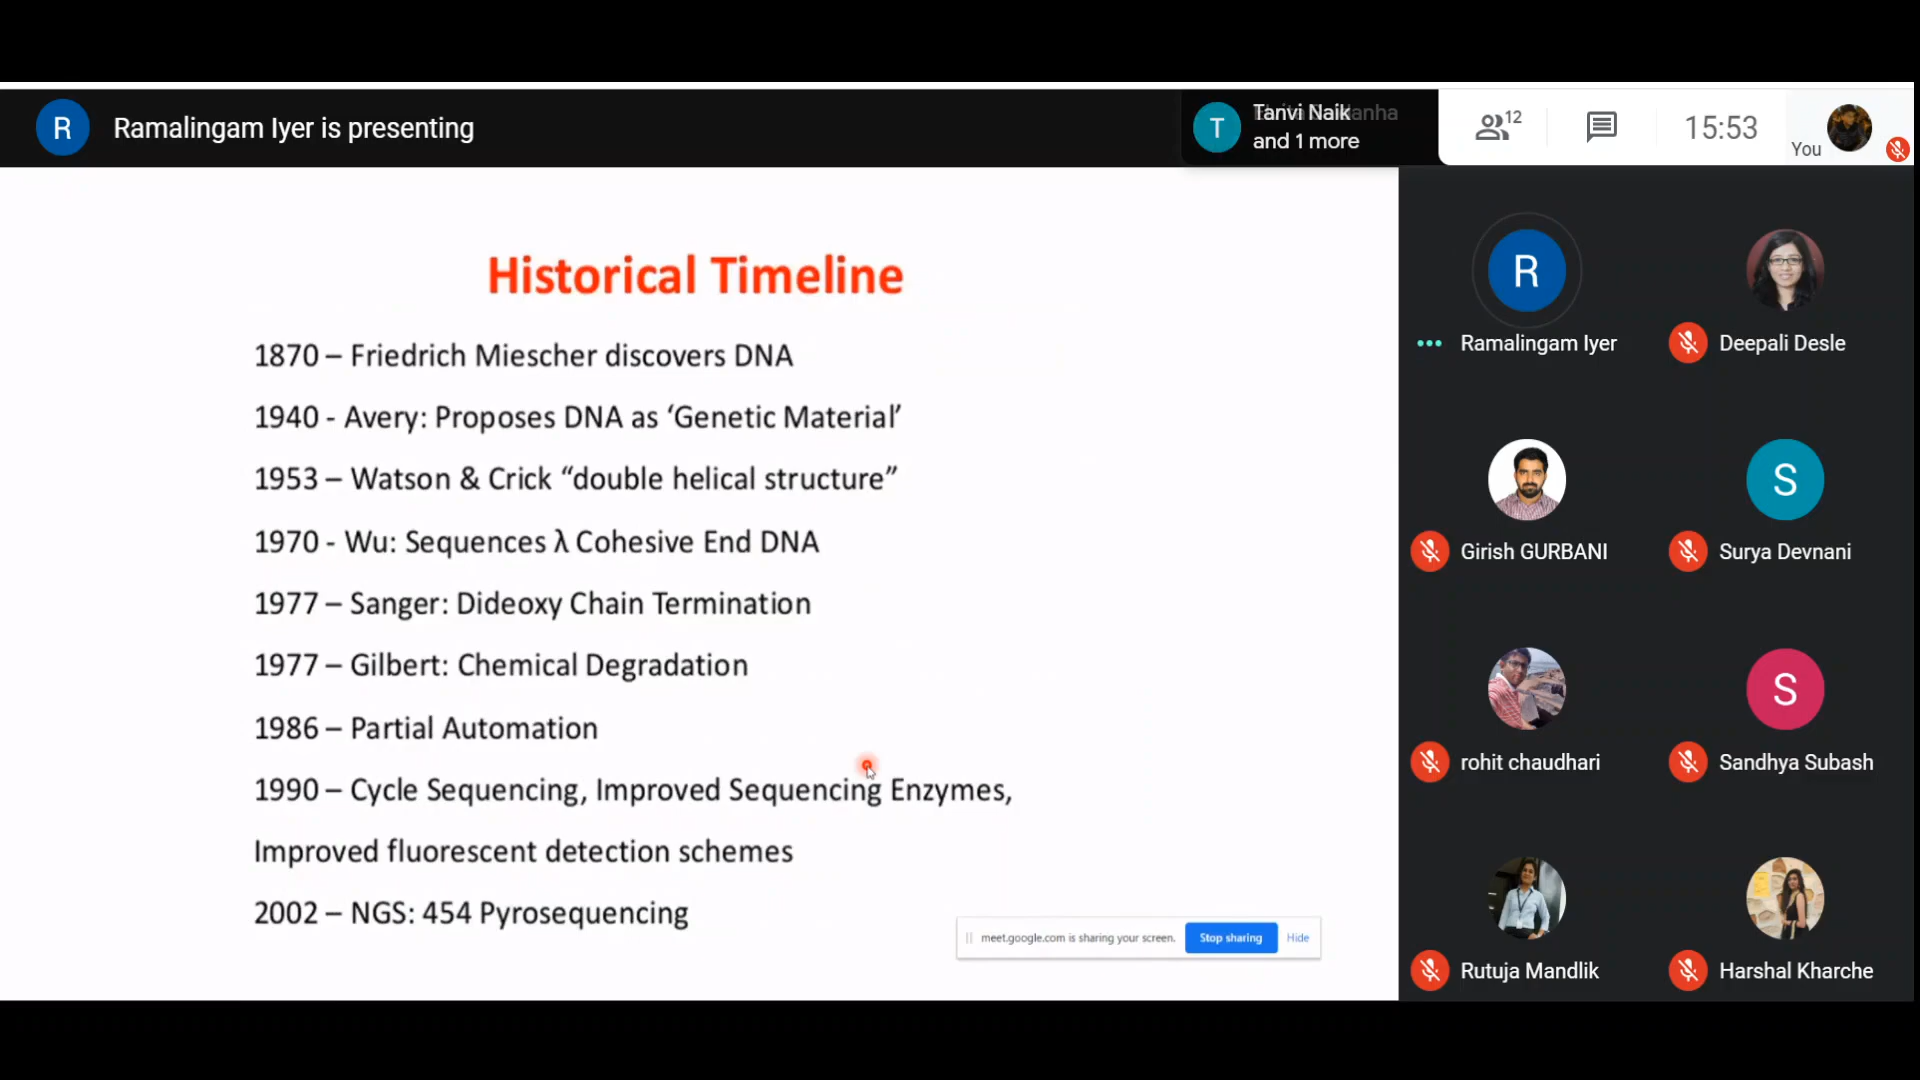 R
Ramalingam Iyer is presenting
T
Tanvi Naik
and 1 more
12
15:53
You
Historical Timeline
1870 – Friedrich Miescher discovers DNA
1940 - Avery: Proposes DNA as ‘Genetic Material’
1953 – Watson & Crick “double helical structure”
1970 - Wu: Sequences λ Cohesive End DNA
1977 – Sanger: Dideoxy Chain Termination
1977 – Gilbert: Chemical Degradation
1986 – Partial Automation
1990 – Cycle Sequencing, Improved Sequencing Enzymes,
Improved fluorescent detection schemes
2002 – NGS: 454 Pyrosequencing
meet.google.com is sharing your screen. Stop sharing Hide
R
Ramalingam Iyer
Deepali Desle
S
Girish GURBANI
Surya Devnani
S
rohit chaudhari
Sandhya Subash
Rutuja Mandlik
Harshal Kharche